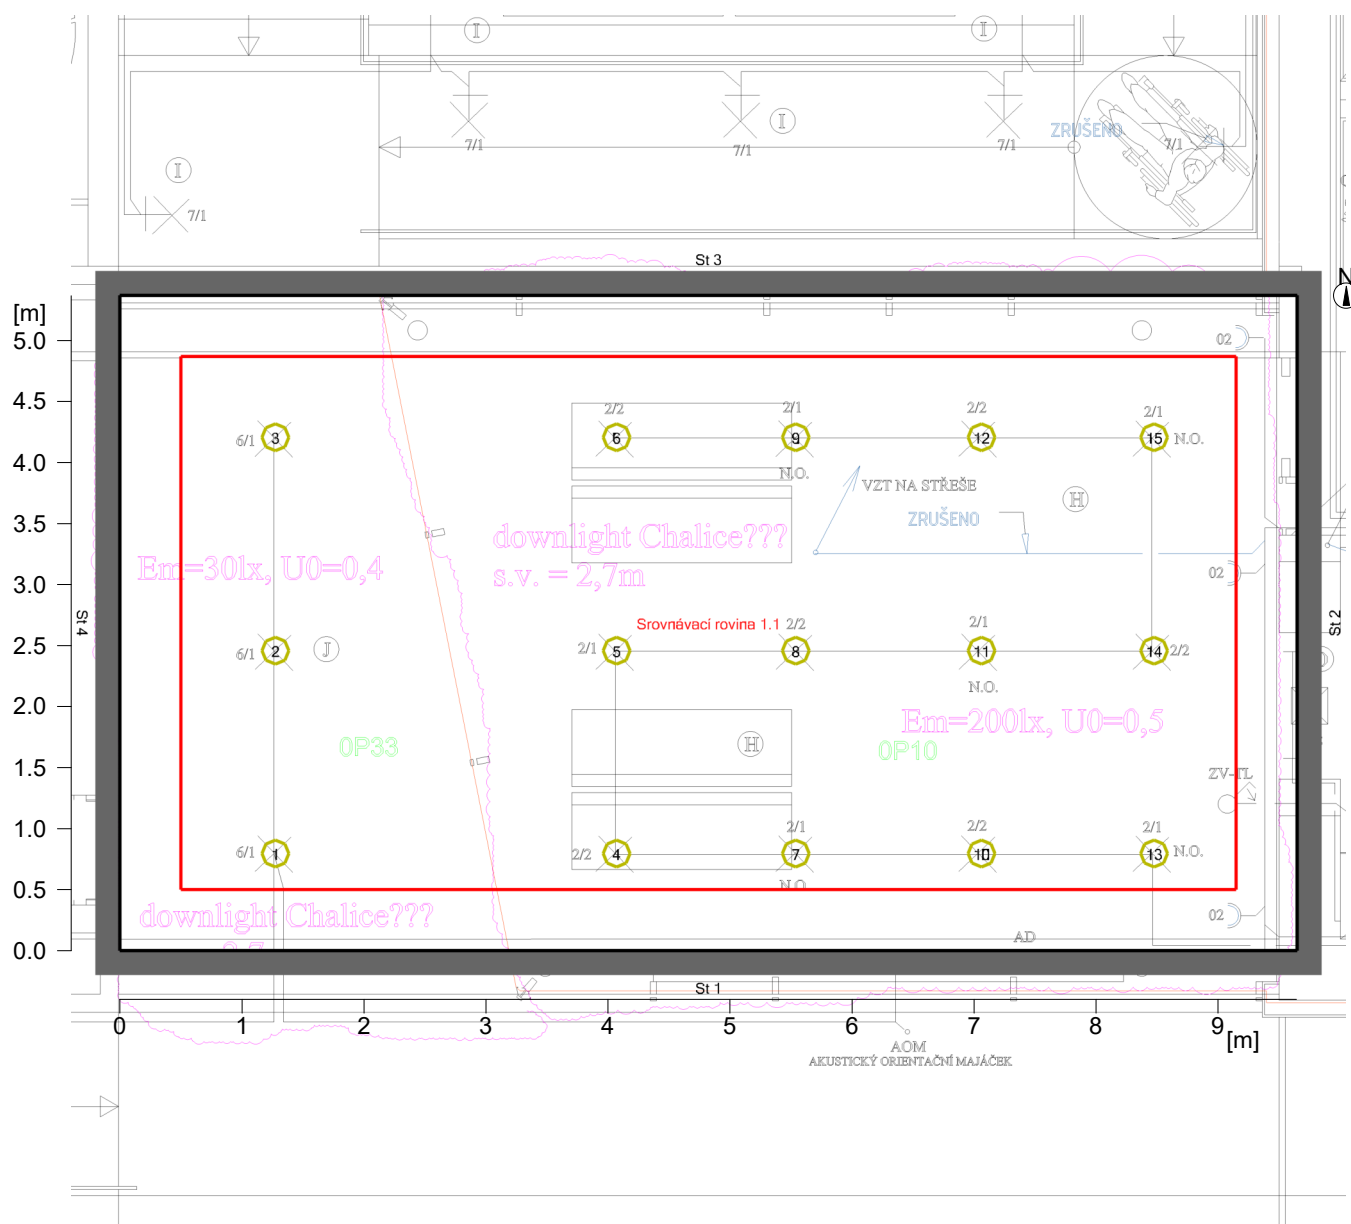 I
I
ZRUŠENO
I
7/1
7/1
7/1
7/1
I
7/1
St 3
N
[m]
5.0
02
4.5
2/2
2/1
2/2
2/1
6/1
3
6
9
12
15
N.O.
4.0
N.O.
VZT NA STŘEŠE
H
3.5
ZRUŠENO
downlight Chalice???
Em=30lx, U0=0,4
s.v. = 2,7m
02
3.0
St 4
St 2
Srovnávací rovina 1.1
2/2
2/1
2.5
6/1
2
J
2/1
5
8
11
14
2/2
N.O.
2.0
Em=200lx, U0=0,5
0P33
H
0P10
1.5
ZV-TL
1.0
2/1
2/2
2/1
6/1
1
2/2
4
7
10
13
N.O.
N.O.
0.5
downlight Chalice???
02
AD
0.0
St 1
0
1
2
3
4
5
6
7
8
9
[m]
AOM
AKUSTICKÝ ORIENTAČNÍ MAJÁČEK